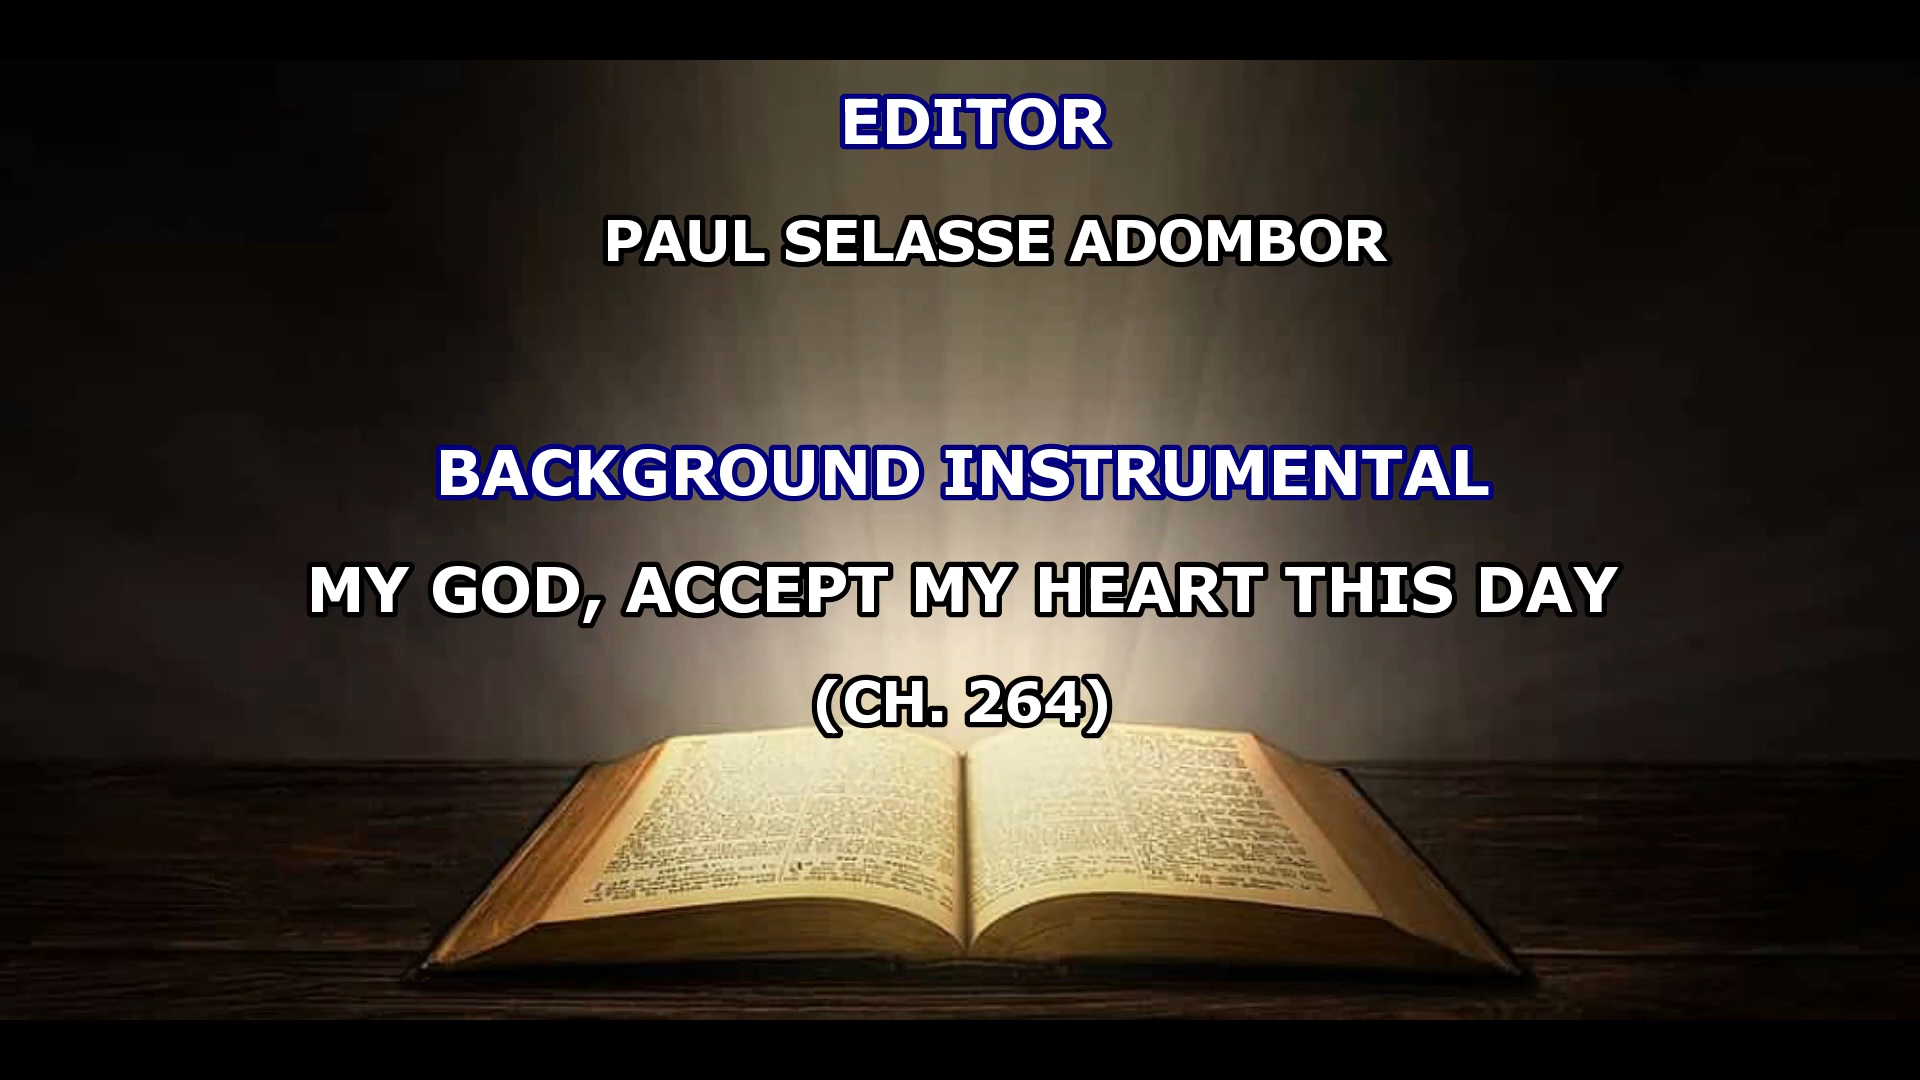 EDITOR
PAUL SELASSE ADOMBOR
BACKGROUND INSTRUMENTAL
MY GOD, ACCEPT MY HEART THIS DAY
(CH. 264)